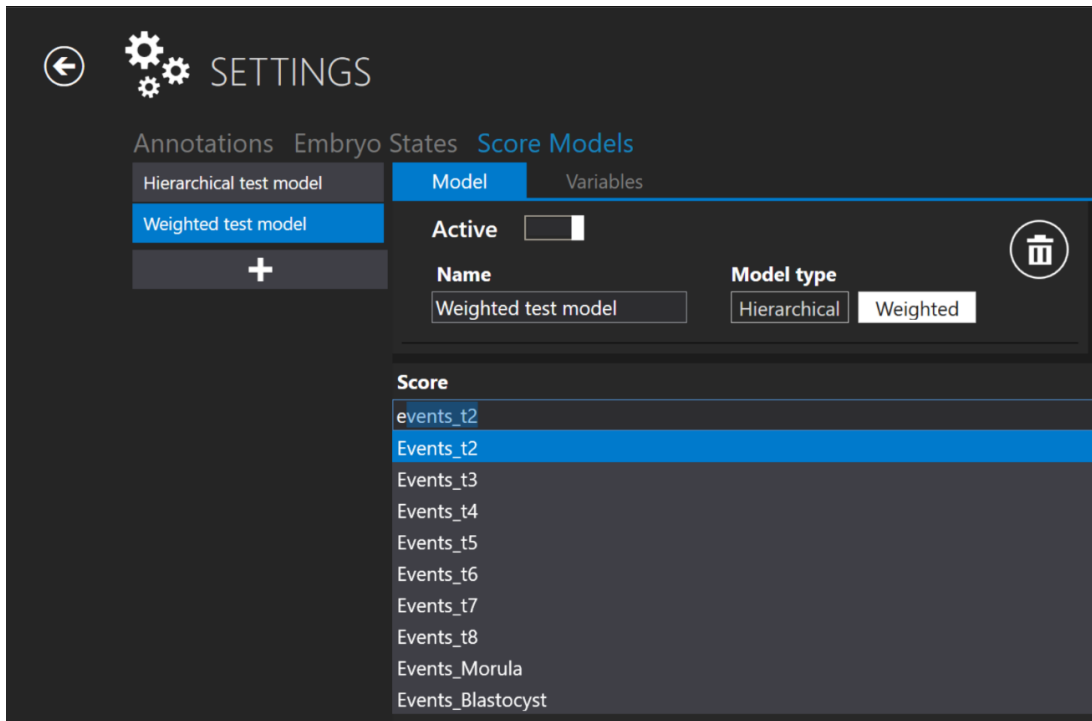 SETTINGS
Annotations Embryo States Score Models
Hierarchical test model
Weighted test model
Model Variables
Active
Name Model type
Weighted test model Hierarchical Weighted
Score
events_t2
Events_t2
Events_t3
Events_t4
Events_t5
Events_t6
Events_t7
Events_t8
Events_Morula
Events_Blastocyst